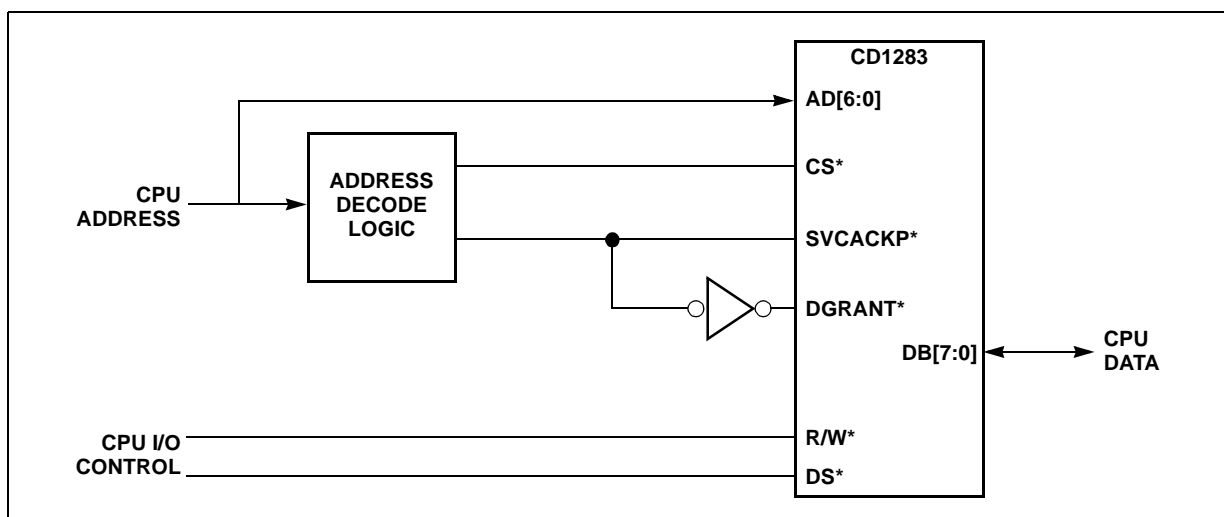 CD1283
AD[6:0]
CPU
ADDRESS
ADDRESS
DECODE
LOGIC
CS*
SVCACKP*
DGRANT*
DB[7:0]
CPU
DATA
CPU I/O
CONTROL
R/W*
DS*